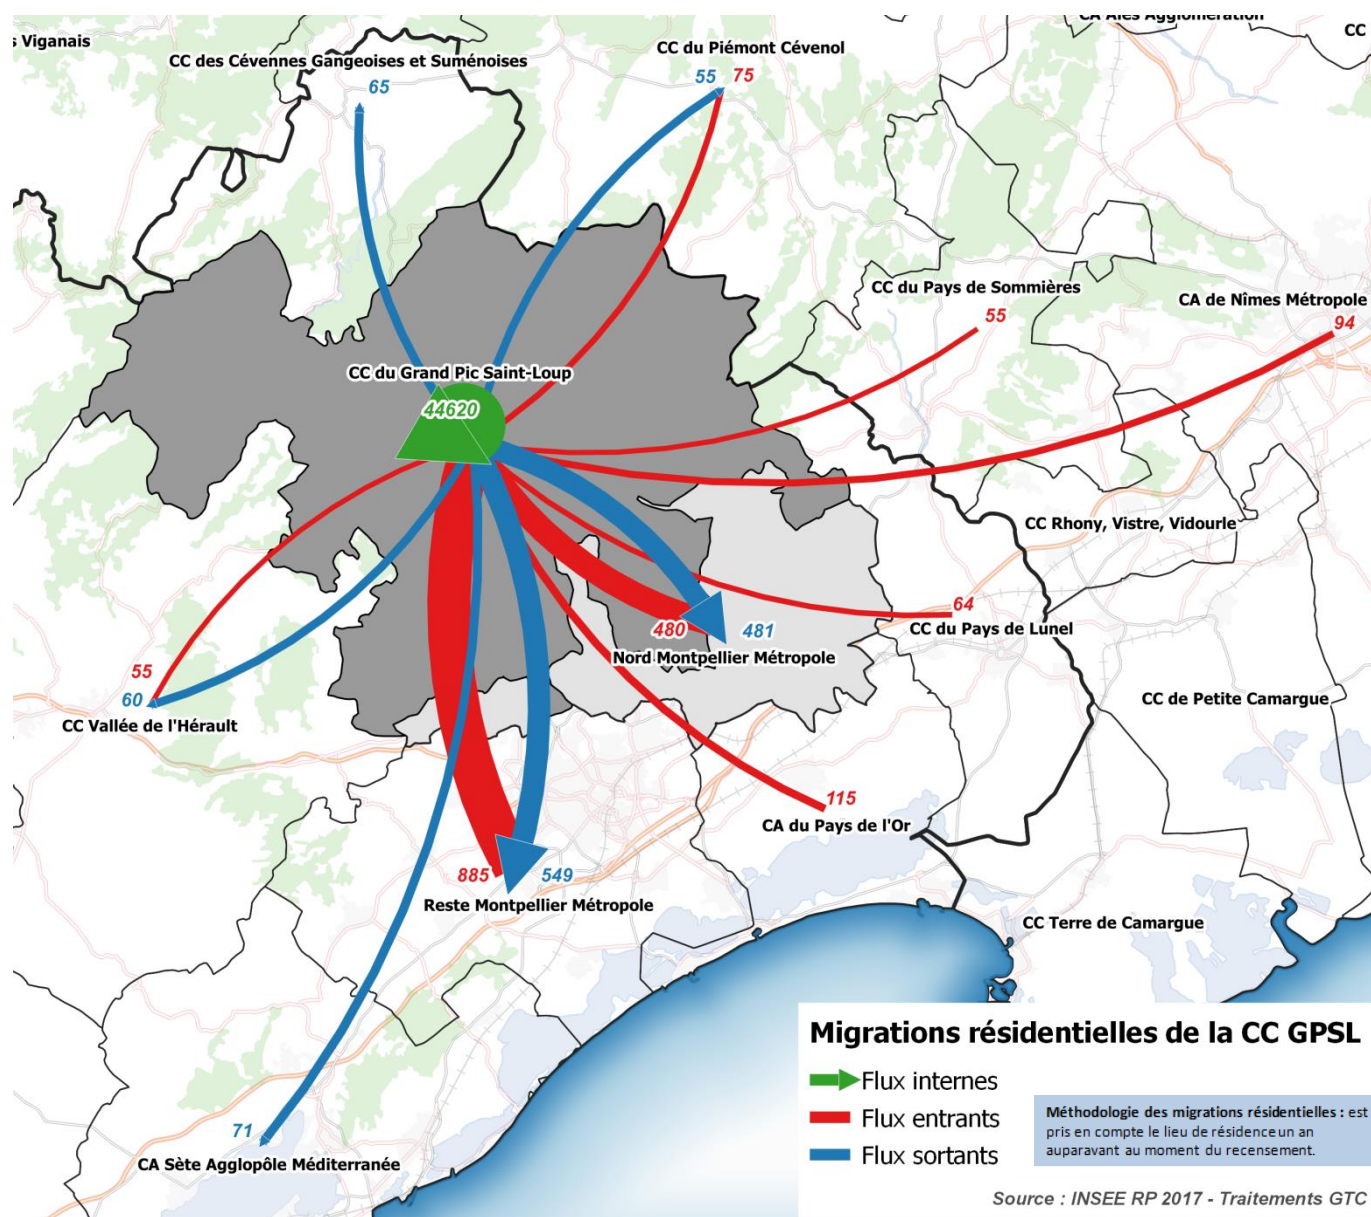 CA Alès Agglomération
CC
s Viganais
CC du Piémont Cévenol
CC des Cévennes Gangeoises et Suménoises
55 75
65
CC du Pays de Sommières
CA de Nîmes Métropole
55
94
CC du Grand Pic Saint-Loup
44620
CC Rhony, Vistre, Vidourle
64
CC du Pays de Lunel
480 481
Nord Montpellier Métropole
55
60
CC Vallée de l'Hérault
CC de Petite Camargue
115
CA du Pays de l'Or
885 549
Reste Montpellier Métropole
CC Terre de Camargue
71
CA Sète Agglopôle Méditerranée
Migrations résidentielles de la CC GPSL
Flux internes
Flux entrants
Flux sortants
Méthodologie des migrations résidentielles : est
pris en compte le lieu de résidence un an
auparavant au moment du recensement.
Source : INSEE RP 2017 - Traitements GTC